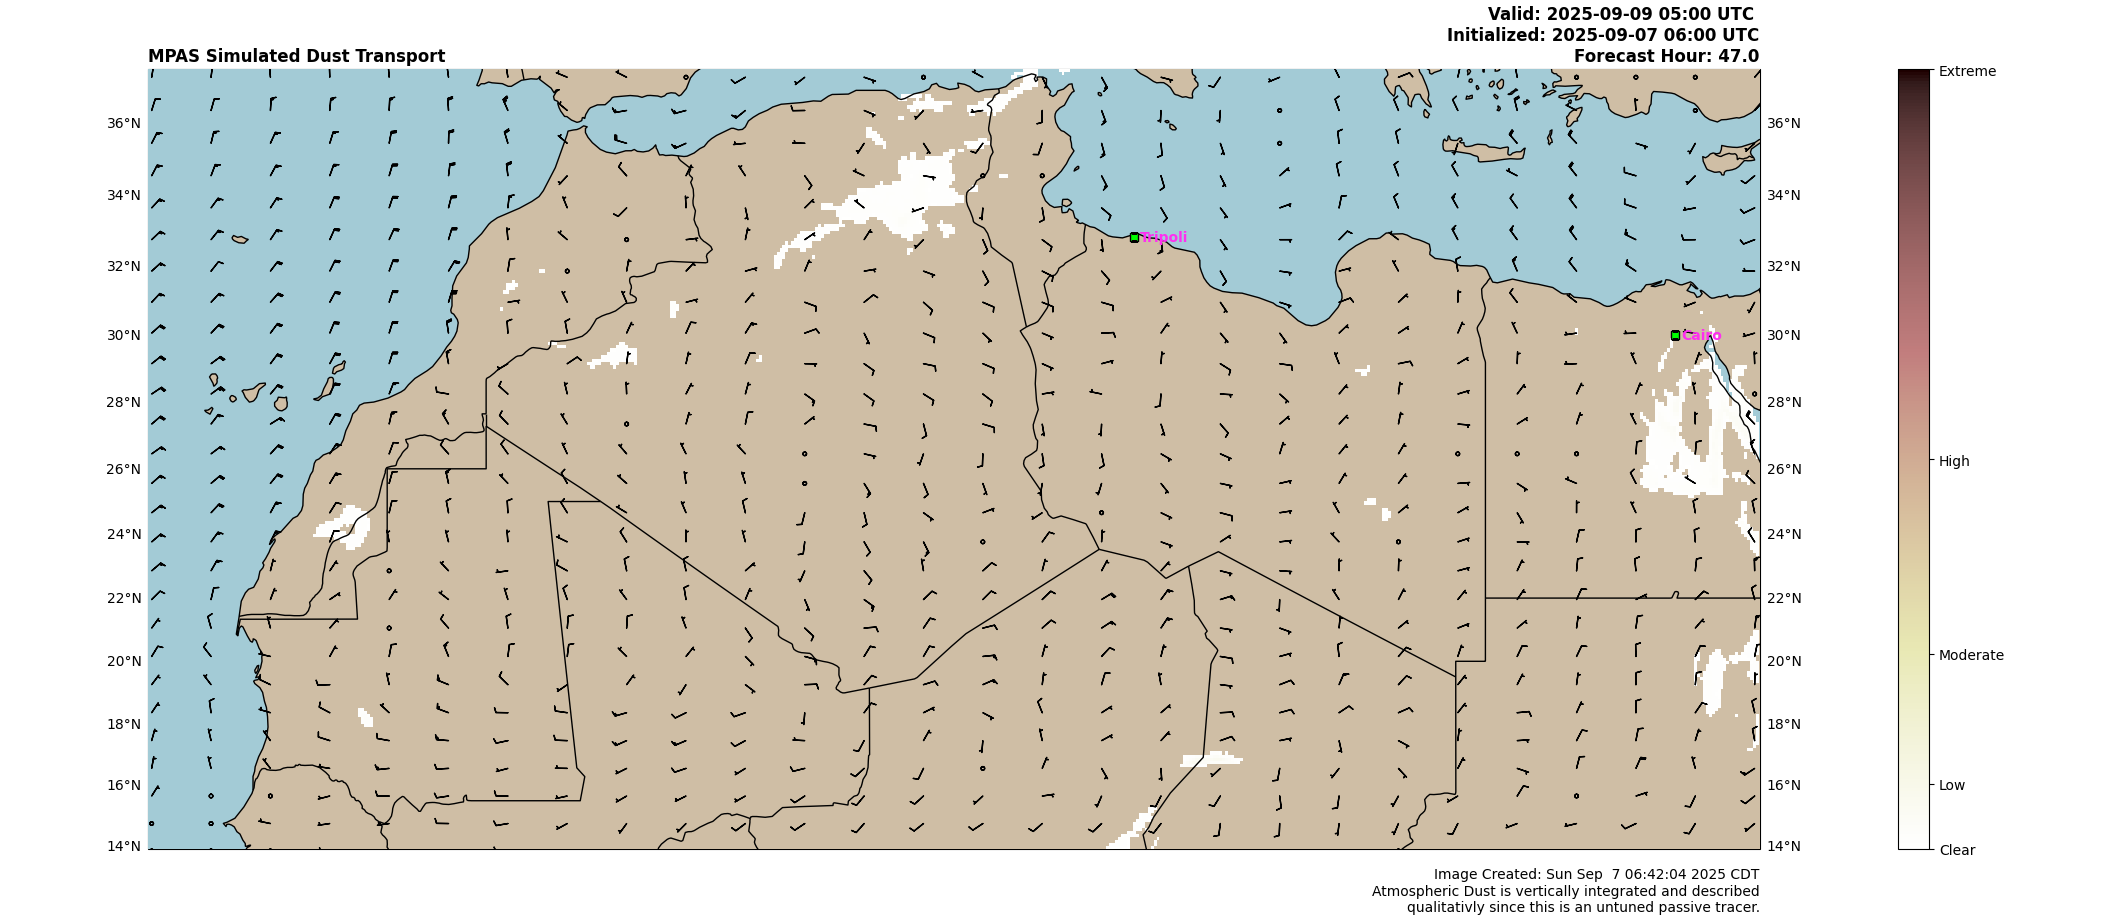 Valid: 2025-09-09 05:00 UTC
Initialized: 2025-09-07 06:00 UTC
MPAS Simulated Dust Transport
Forecast Hour: 47.0
Extreme
36°N
36°N
34°N
34°N
Tripoli
32°N
32°N
30°N
Cairo
30°N
28°N
28°N
High
26°N
26°N
24°N
24°N
22°N
22°N
Moderate
20°N
20°N
18°N
18°N
16°N
16°N
Low
14°N
14°N
Clear
Image Created: Sun Sep  7 06:42:04 2025 CDT
Atmospheric Dust is vertically integrated and described
qualitativly since this is an untuned passive tracer.